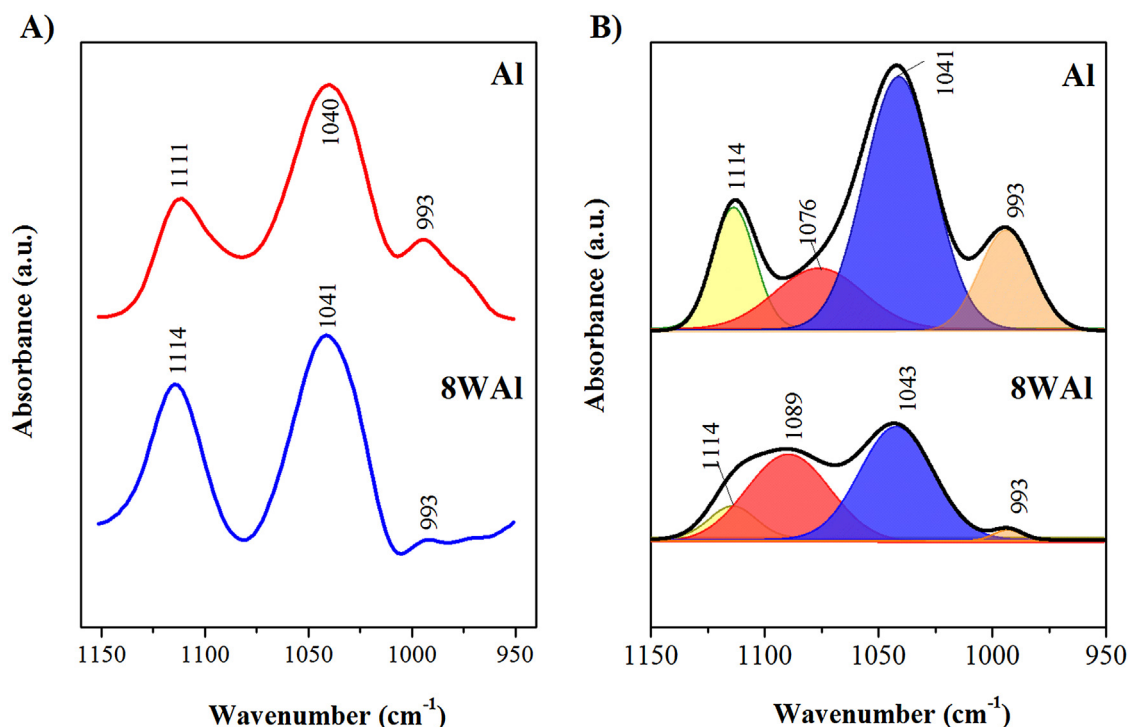 A)
Al
1111
1040
993
8WAl
1114
1041
993
Absorbance (a.u.)
1150 1100 1050 1000 950
Wavenumber (cm⁻¹)
B)
Al
1114
1076
1041
993
8WAl
1114
1089
1043
993
Absorbance (a.u.)
1150 1100 1050 1000 950
Wavenumber (cm⁻¹)